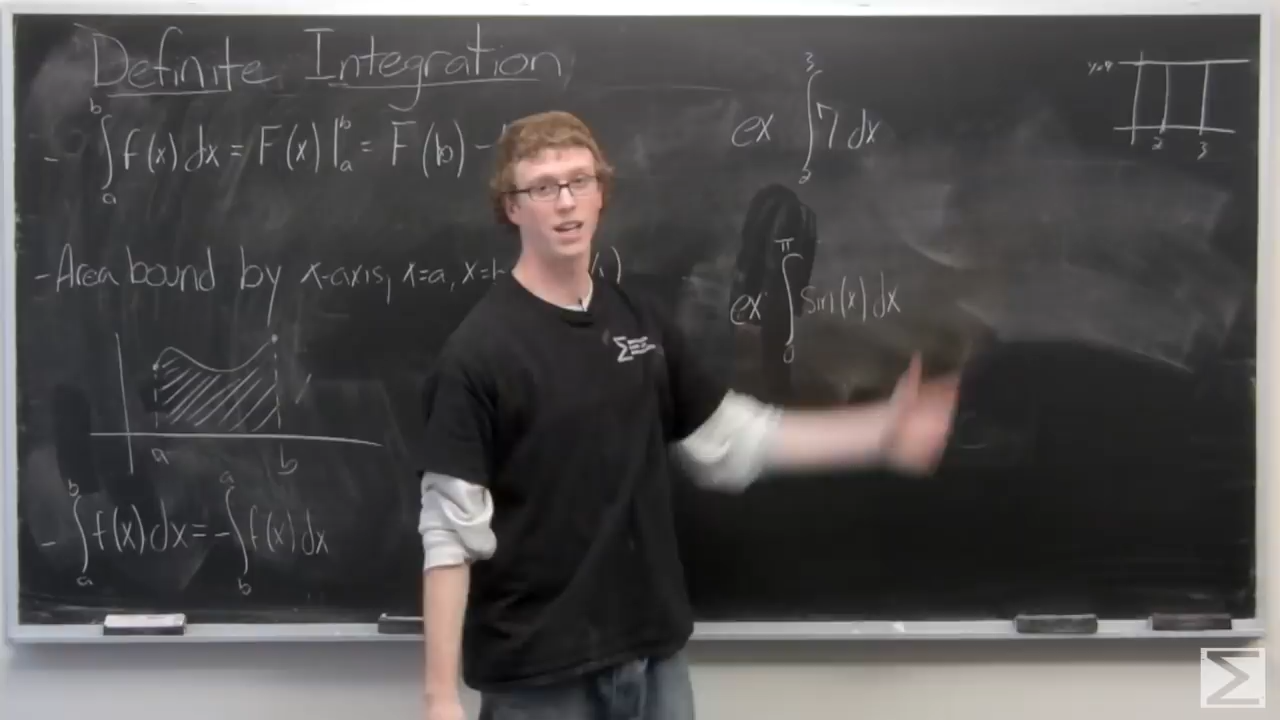 Definite Integration
- ∫_a^b f(x) dx = F(x) |_a^b = F(b) -
- Area bound by x-axis, x=a, x=
a b
- ∫_a^b f(x) dx = - ∫_b^a f(x) dx
ex ∫_2^3 7 dx
ex ∫_0^π sin(x) dx
2 3
Σ